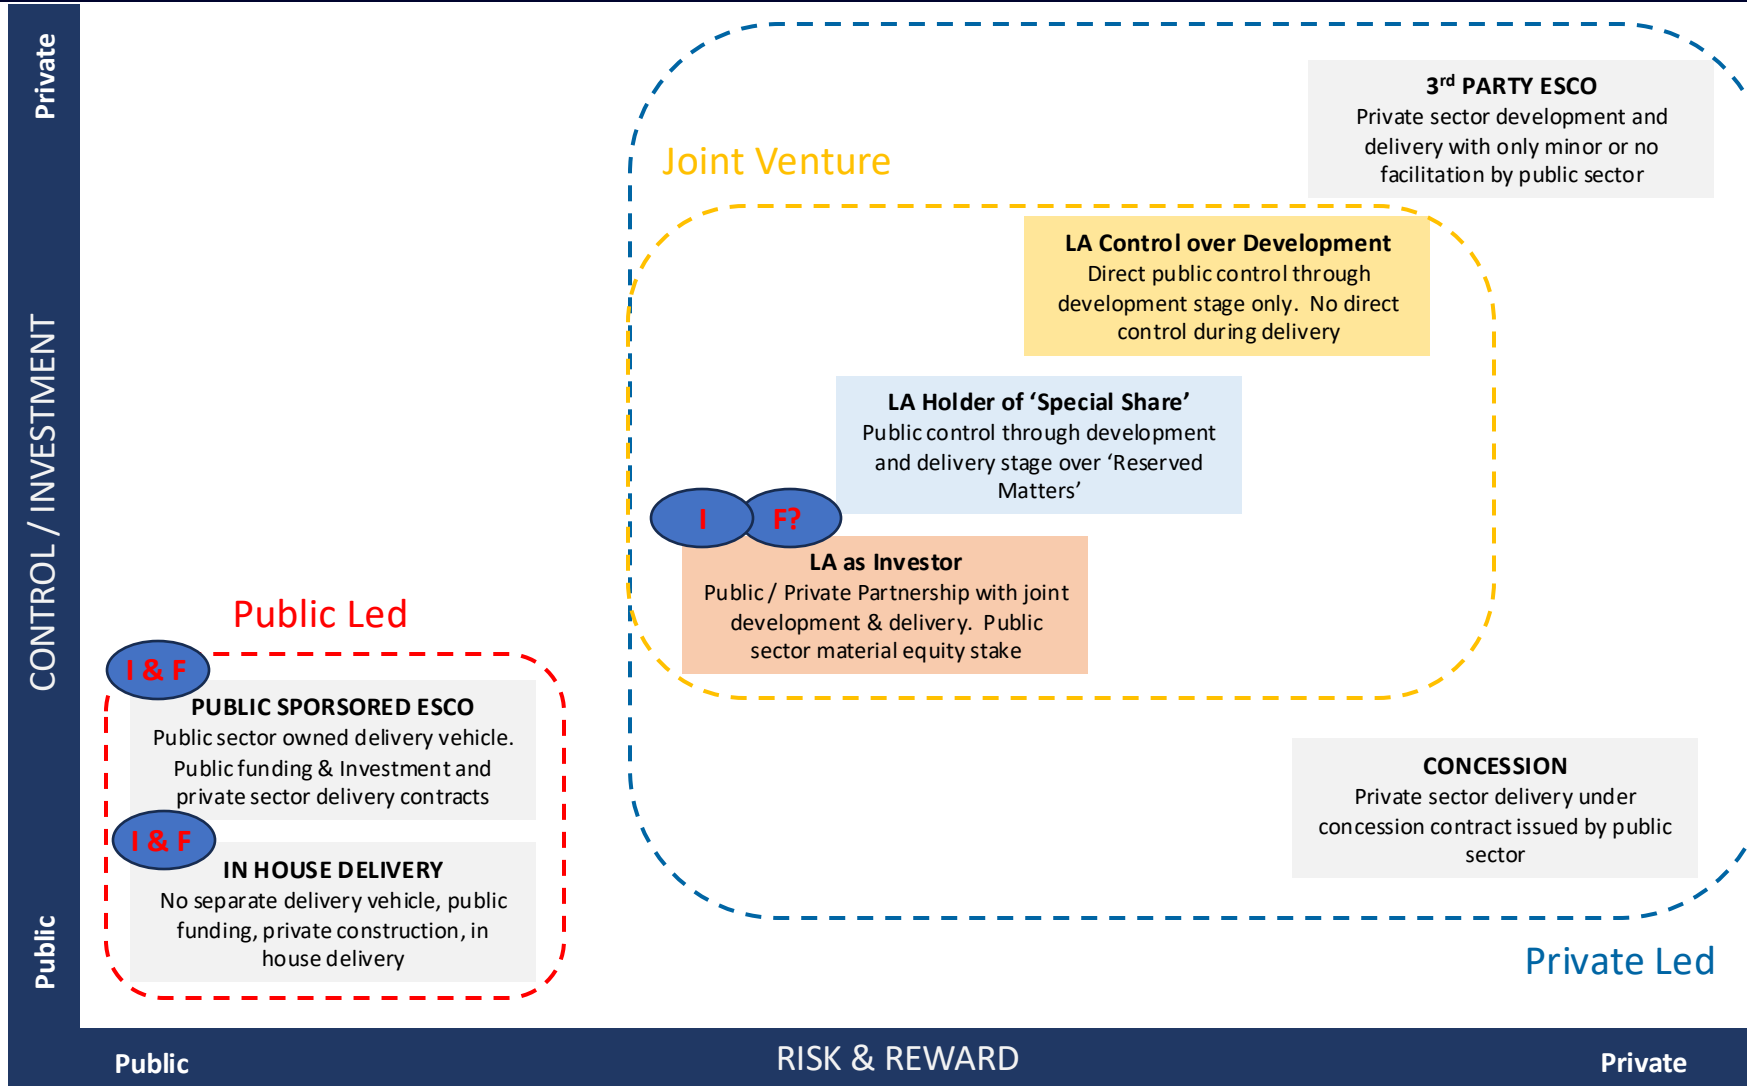 Private
CONTROL / INVESTMENT
Public
3rd PARTY ESCO
Private sector development and
delivery with only minor or no
facilitation by public sector
Joint Venture
LA Control over Development
Direct public control through
development stage only. No direct
control during delivery
LA Holder of ‘Special Share’
Public control through development
and delivery stage over ‘Reserved
Matters’
I
F?
LA as Investor
Public / Private Partnership with joint
development & delivery. Public
sector material equity stake
Public Led
I & F
PUBLIC SPORSORED ESCO
Public sector owned delivery vehicle.
Public funding & Investment and
private sector delivery contracts
I & F
IN HOUSE DELIVERY
No separate delivery vehicle, public
funding, private construction, in
house delivery
CONCESSION
Private sector delivery under
concession contract issued by public
sector
Private Led
Public
RISK & REWARD
Private